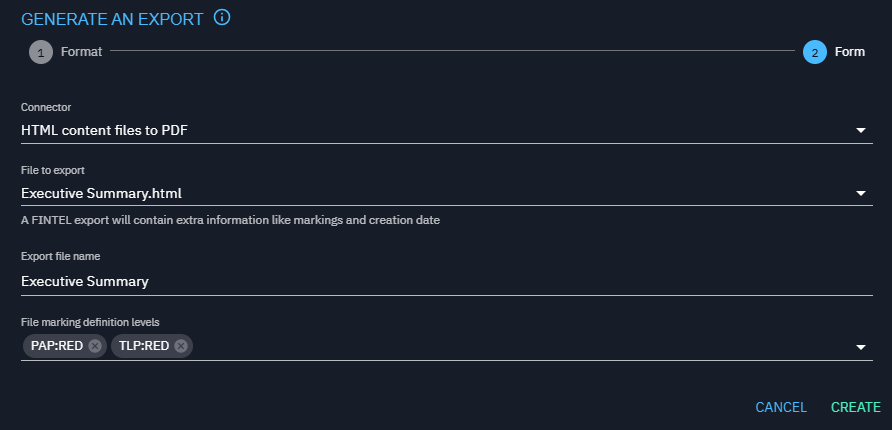 GENERATE AN EXPORT
1 Format 2 Form
Connector
HTML content files to PDF
File to export
Executive Summary.html
A FINTEL export will contain extra information like markings and creation date
Export file name
Executive Summary
File marking definition levels
PAP:RED TLP:RED
CANCEL CREATE